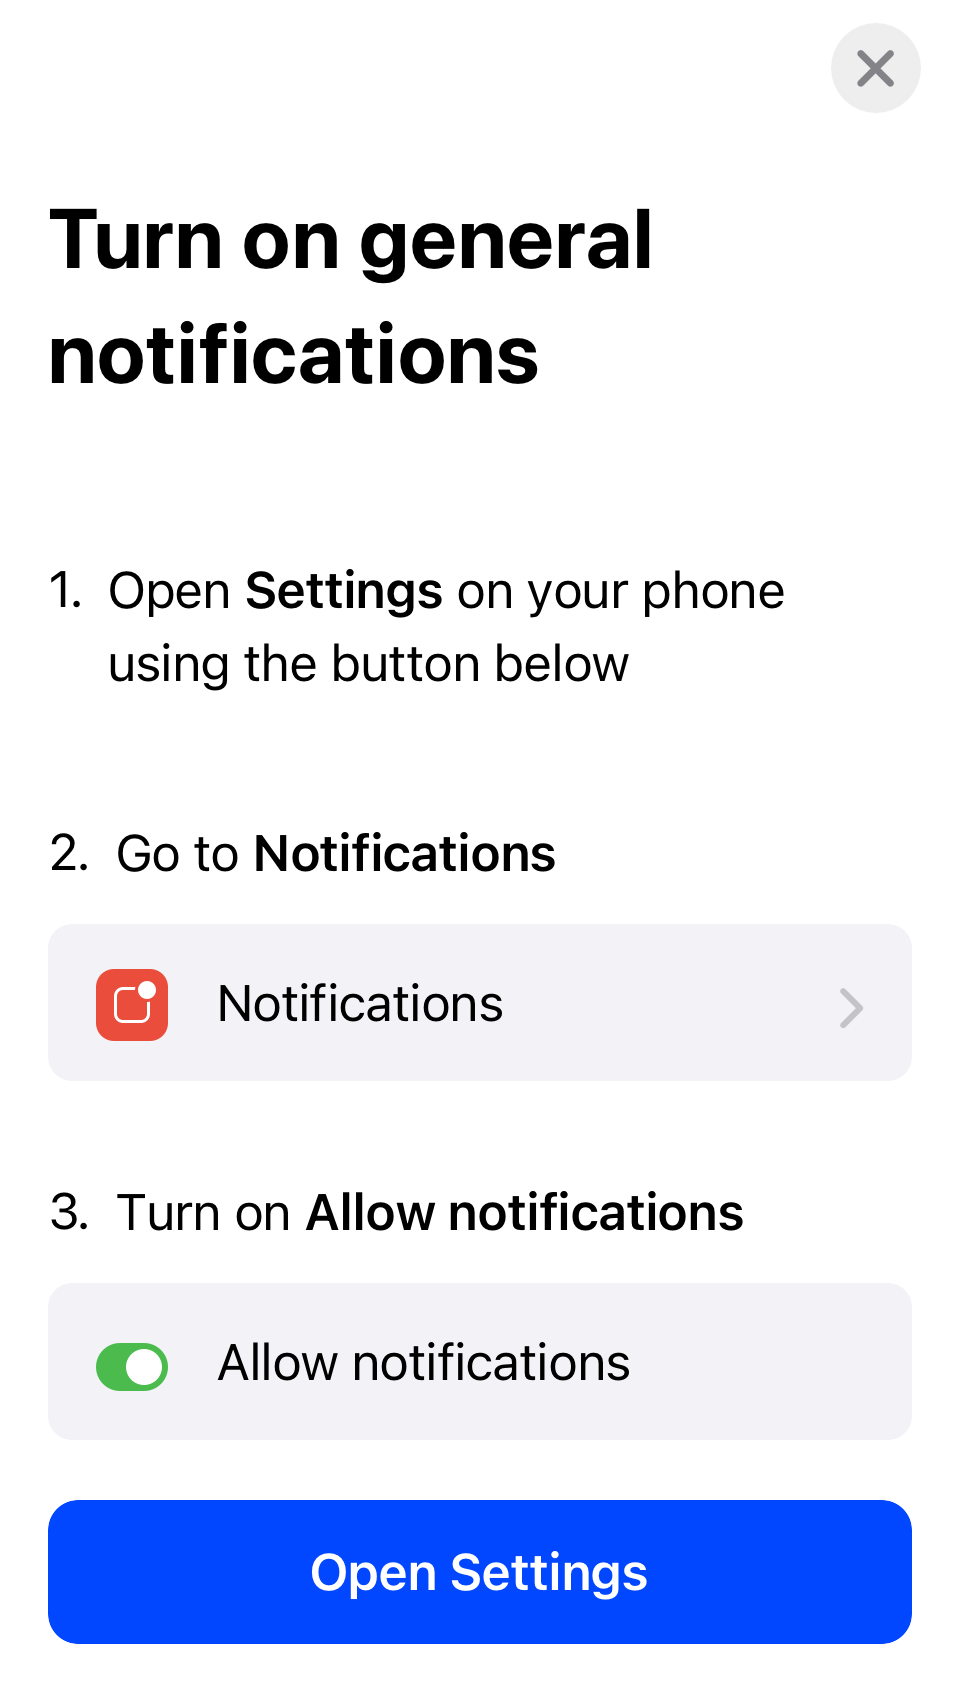 Turn on general
notifications
1. Open Settings on your phone
using the button below
2. Go to Notifications
Notifications
3. Turn on Allow notifications
Allow notifications
Open Settings